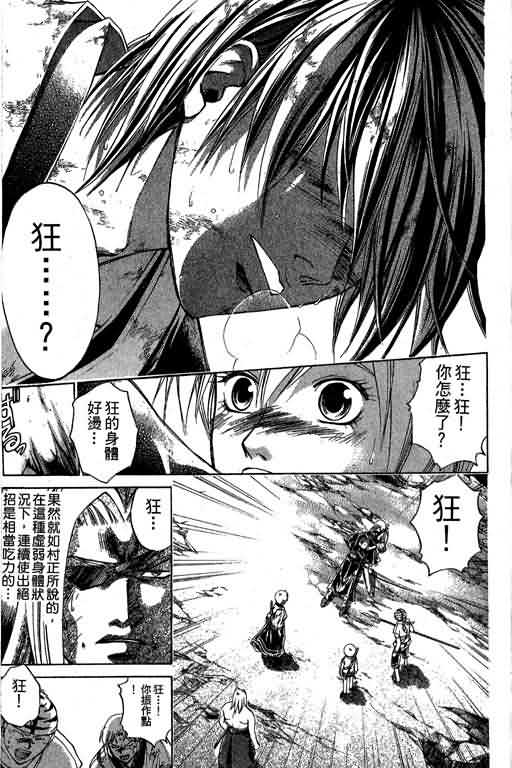 狂……?
狂…狂!
你怎麼了?
狂的身體
好燙…
狂!
狂…
果然就如村正所說的,
在這種虛弱身體狀
況下,連續使出絕
招是相當吃力的…
狂…!
你振作點
!
狂!